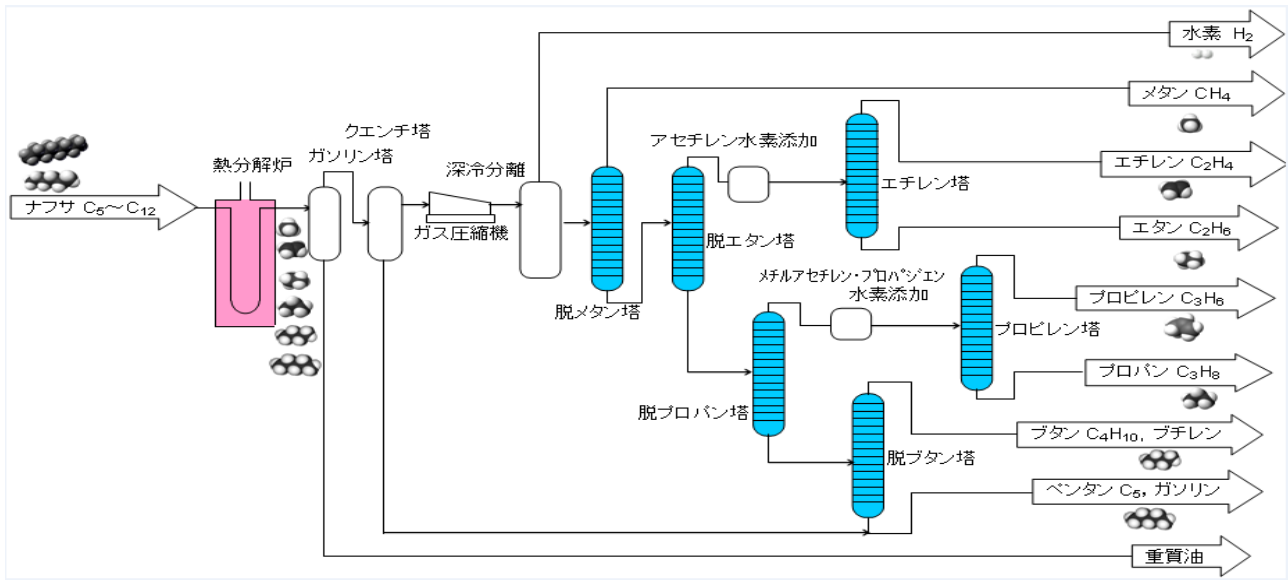 水素 H2
メタン CH4
クエンチ塔
ガソリン塔
アセチレン水素添加
熱分解炉
深冷分離
エチレン C2H4
エチレン塔
ナフサ C5～C12
ガス圧縮機
エタン C2H6
脱エタン塔
メチルアセチレン・プロパジエン
水素添加
脱メタン塔
プロピレン C3H6
プロピレン塔
プロパン C3H8
脱プロパン塔
ブタン C4H10, ブチレン
脱ブタン塔
ペンタン C5, ガソリン
重質油